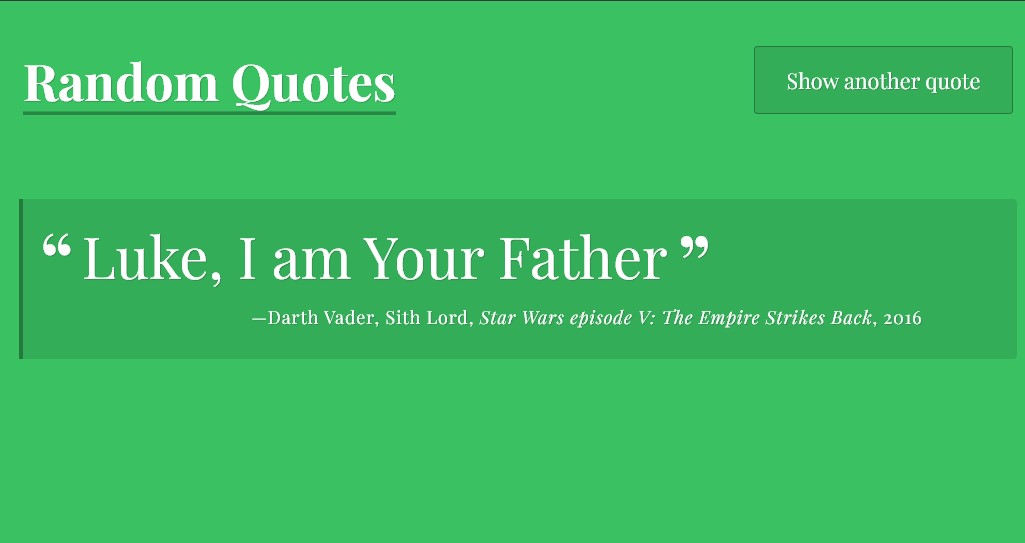 Random Quotes
Show another quote
“ Luke, I am Your Father ”
—Darth Vader, Sith Lord, Star Wars episode V: The Empire Strikes Back, 2016